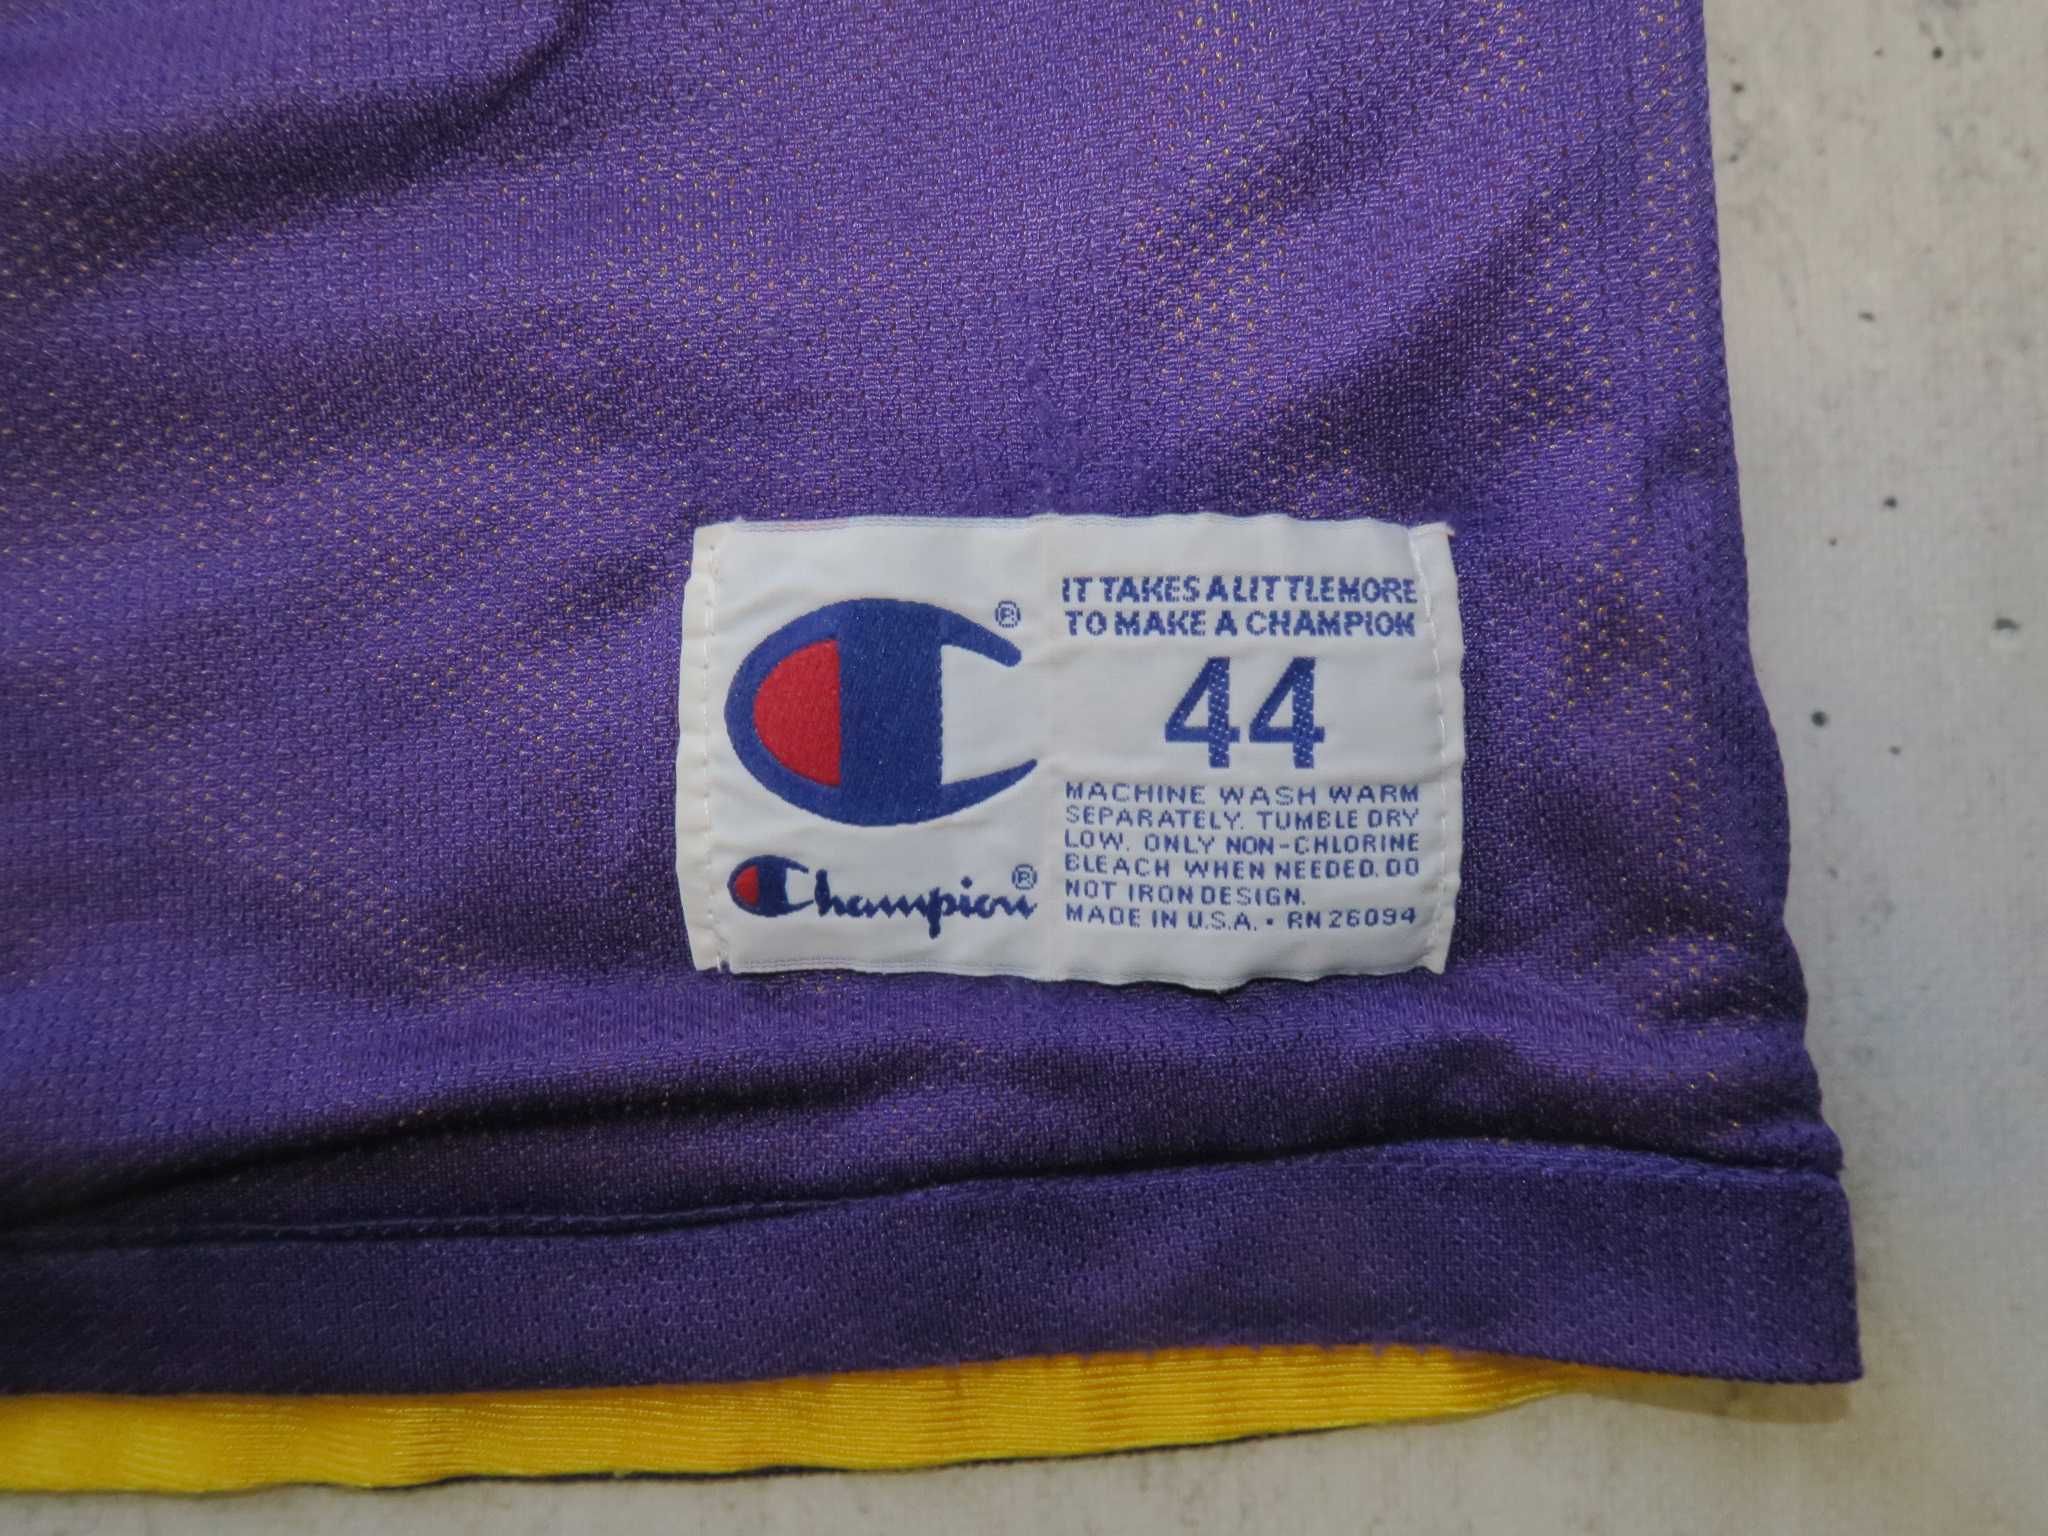 IT TAKES A LITTLE MORE
TO MAKE A CHAMPION
44
MACHINE WASH WARM
SEPARATELY. TUMBLE DRY
LOW. ONLY NON-CHLORINE
BLEACH WHEN NEEDED. DO
NOT IRON DESIGN.
MADE IN U.S.A. • RN 26094
®
Champion®